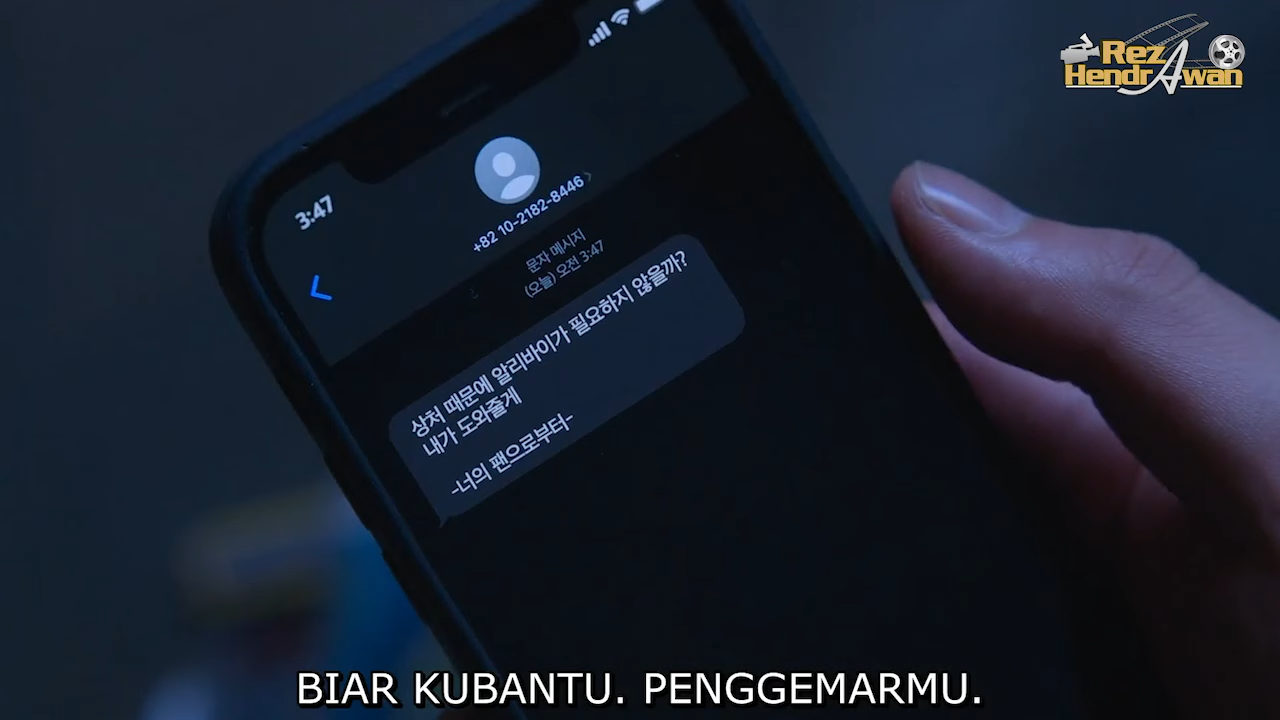 Reza
HendrAwan
3:47
+82 10-2182-8446
문자 메시지
(오늘) 오전 3:47
상처 때문에 알리바이가 필요하지 않을까?
내가 도와줄게
-너의 팬으로부터-
BIAR KUBANTU. PENGGEMARMU.